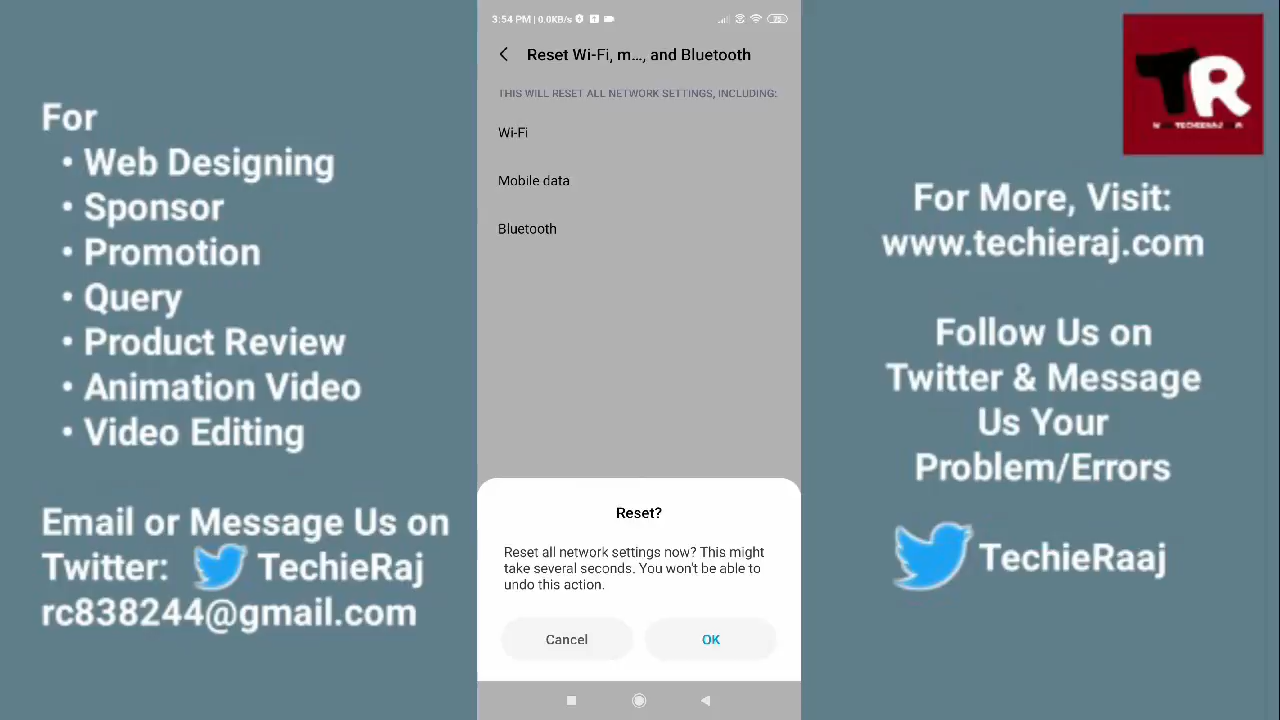 For
• Web Designing
• Sponsor
• Promotion
• Query
• Product Review
• Animation Video
• Video Editing
Email or Message Us on
Twitter: TechieRaj
rc838244@gmail.com
3:54 PM | 0.0KB/s
Reset Wi-Fi, m..., and Bluetooth
THIS WILL RESET ALL NETWORK SETTINGS, INCLUDING:
Wi-Fi
Mobile data
Bluetooth
Reset?
Reset all network settings now? This might
take several seconds. You won't be able to
undo this action.
Cancel
OK
TR
For More, Visit:
www.techieraj.com
Follow Us on
Twitter & Message
Us Your
Problem/Errors
TechieRaaj